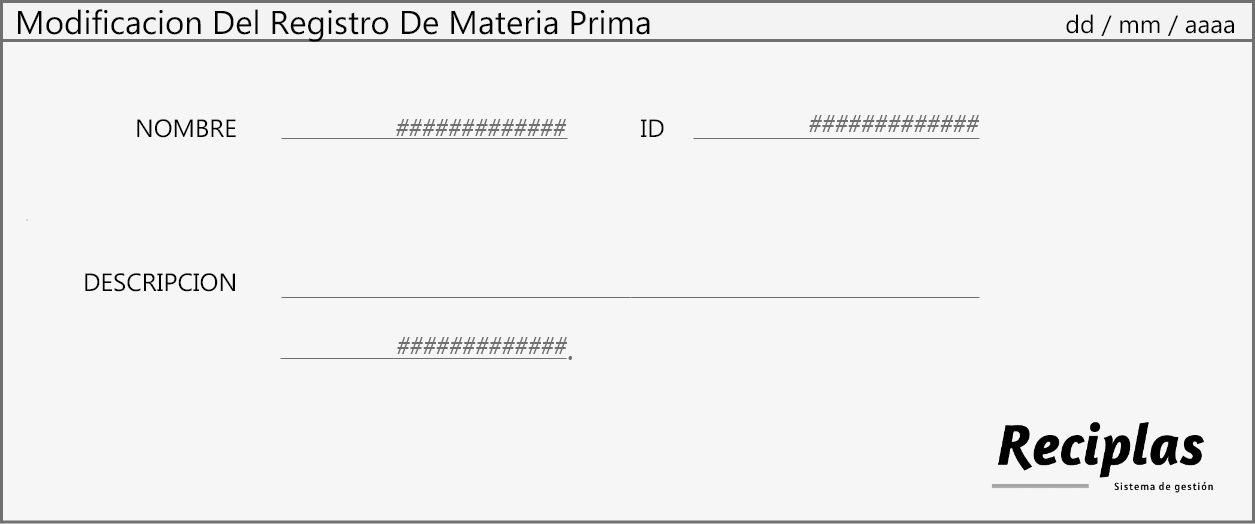 Modificacion Del Registro De Materia Prima dd / mm / aaaa
NOMBRE ############# ID #############
DESCRIPCION
#############.
Reciplas
Sistema de gestión